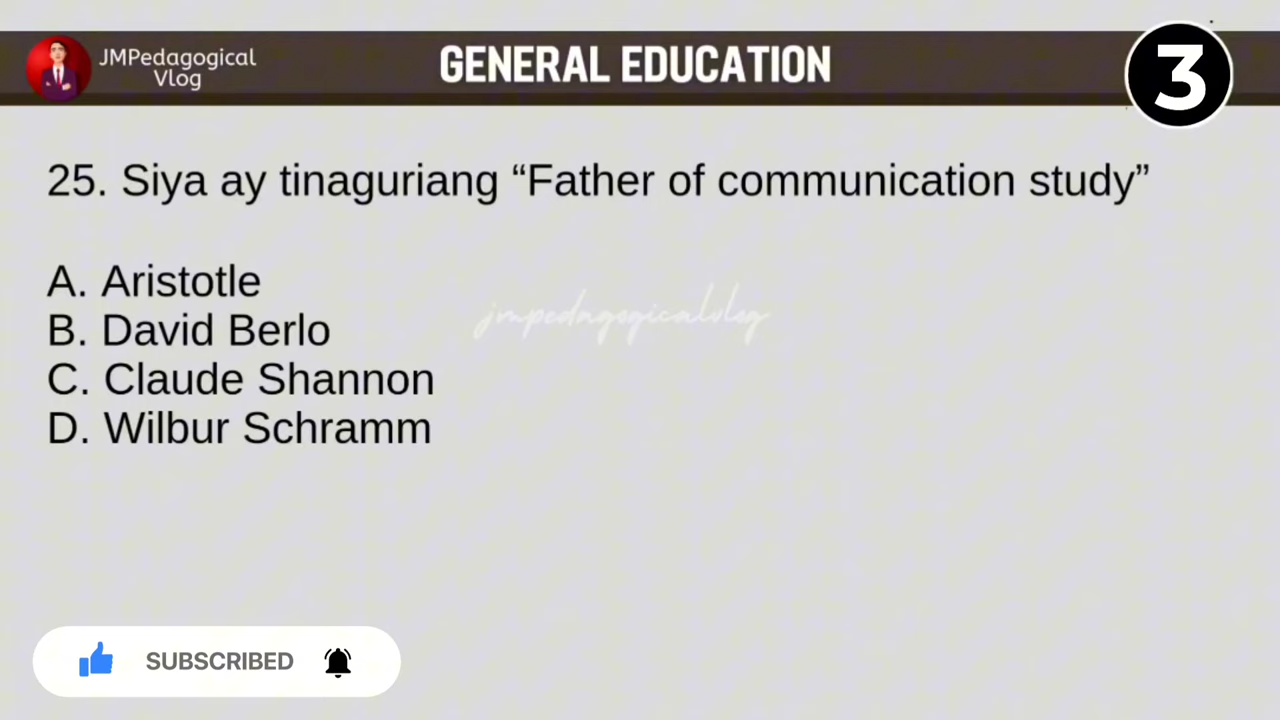 JMPedagogical
Vlog
GENERAL EDUCATION
3
25. Siya ay tinaguriang “Father of communication study”
A. Aristotle
B. David Berlo
C. Claude Shannon
D. Wilbur Schramm
jmpedagogicalvlog
SUBSCRIBED